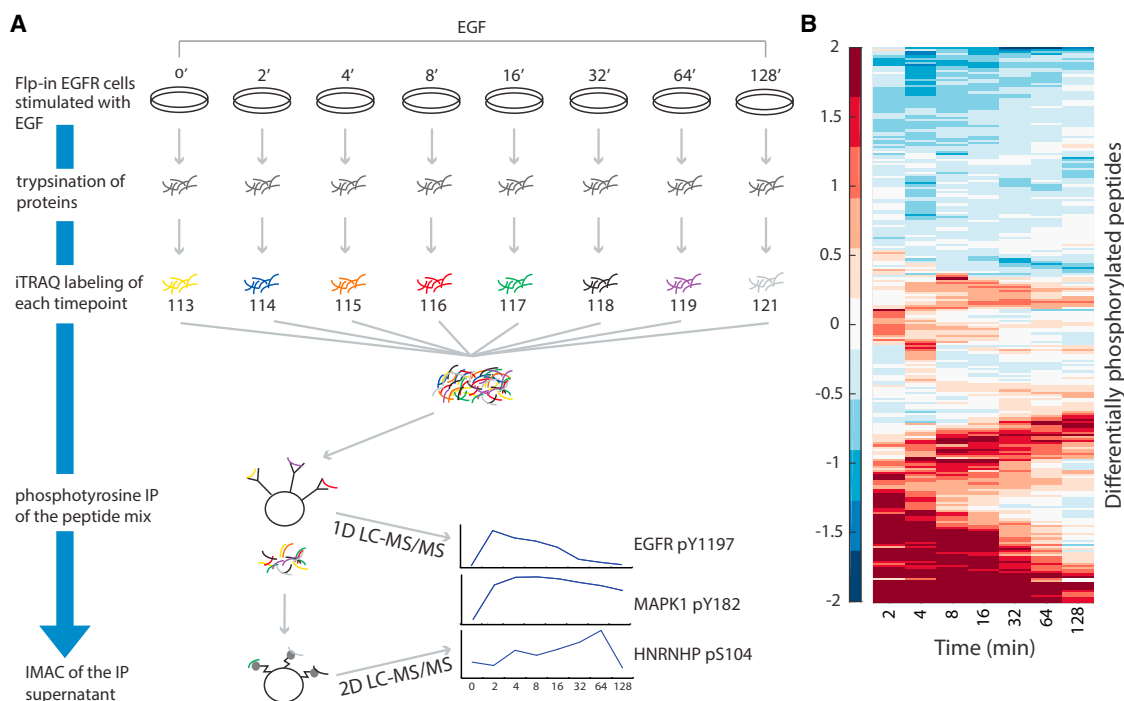 A
EGF
0′ 2′ 4′ 8′ 16′ 32′ 64′ 128′
Flp-in EGFR cells
stimulated with
EGF
trypsination of
proteins
iTRAQ labeling of
each timepoint
113 114 115 116 117 118 119 121
phosphotyrosine IP
of the peptide mix
1D LC-MS/MS
EGFR pY1197
MAPK1 pY182
HNRNHP pS104
2D LC-MS/MS
0 2 4 8 16 32 64 128
IMAC of the IP
supernatant
B
2
1.5
1
0.5
0
-0.5
-1
-1.5
-2
2 4 8 16 32 64 128
Time (min)
Differentially phosphorylated peptides